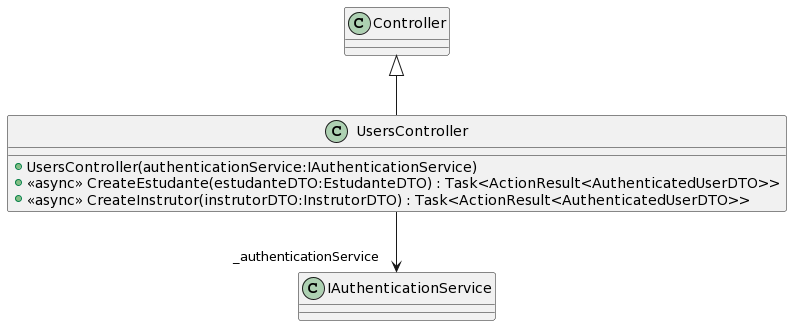 C Controller
C UsersController
UsersController(authenticationService:IAuthenticationService)
«async» CreateEstudante(estudanteDTO:EstudanteDTO) : Task<ActionResult<AuthenticatedUserDTO>>
«async» CreateInstrutor(instrutorDTO:InstrutorDTO) : Task<ActionResult<AuthenticatedUserDTO>>
_authenticationService
C IAuthenticationService